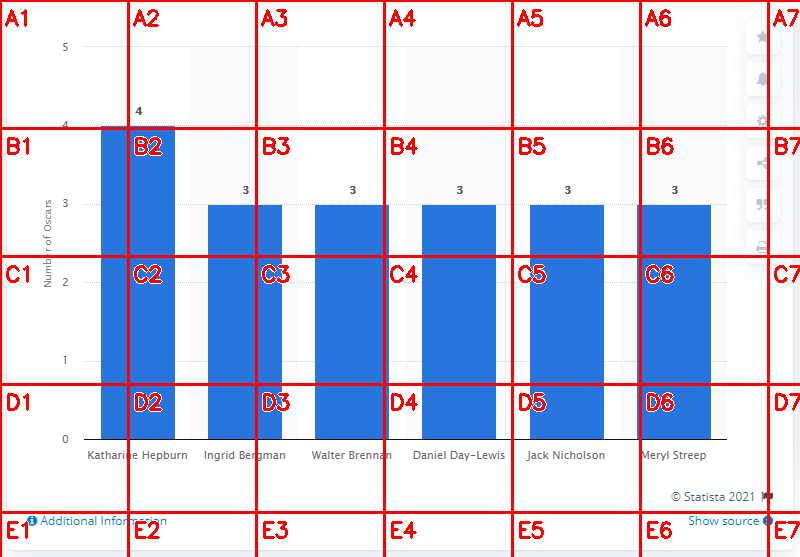 A1 A2 A3 A4 A5 A6 A7
5
4
4
B1 B2 B3 B4 B5 B6 B7
3 3 3 3 3
3
Number of Oscars
C1 C2 C3 C4 C5 C6 C7
2
1
D1 D2 D3 D4 D5 D6 D7
0
Katharine Hepburn Ingrid Bergman Walter Brennan Daniel Day-Lewis Jack Nicholson Meryl Streep
© Statista 2021
Additional Information Show source
E1 E2 E3 E4 E5 E6 E7